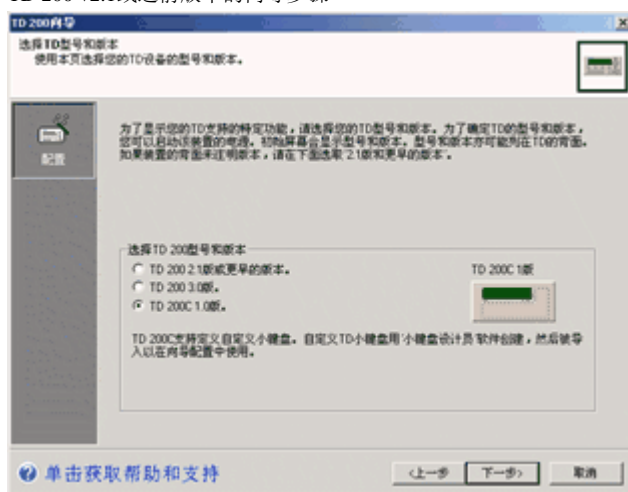 TD 200向导
选择TD型号和版本
使用本页选择您的TD设备的型号和版本。
配置
为了显示您的TD支持的特定功能，请选择您的TD型号和版本。为了确定TD的型号和版本，
您可以启动该装置的电源。初始屏幕会显示型号和版本。型号和版本亦可能列在TD的背面。
如果装置的背面未注明版本，请在下面选取'2.1版和更早的版本'。
选择TD 200型号和版本
TD 200 2.1版或更早的版本。
TD 200 3.0版。
TD 200C 1.0版。
TD 200C 1版
TD 200C支持定义自定义小键盘。自定义TD小键盘用'小键盘设计员'软件创建，然后被导
入以在向导配置中使用。
单击获取帮助和支持
<上一步
下一步>
取消